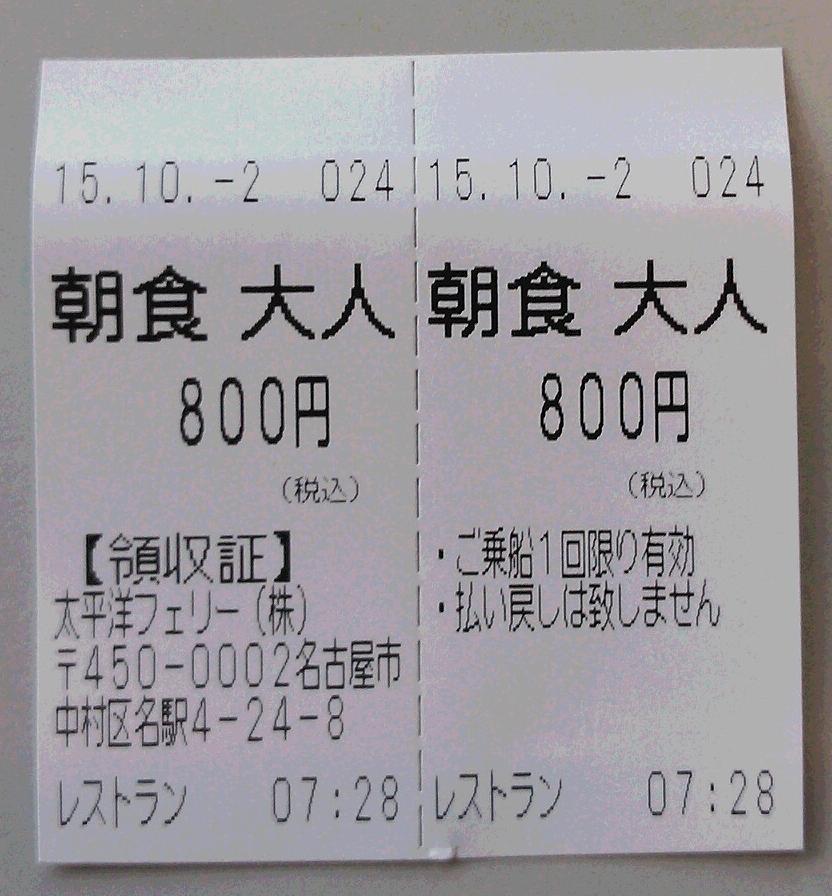 15.10.-2 024
朝食 大人
800円
(税込)
【領収証】
太平洋フェリー(株)
〒450-0002名古屋市
中村区名駅4-24-8
レストラン 07:28
15.10.-2 024
朝食 大人
800円
(税込)
・ご乗船1回限り有効
・払い戻しは致しません
レストラン 07:28